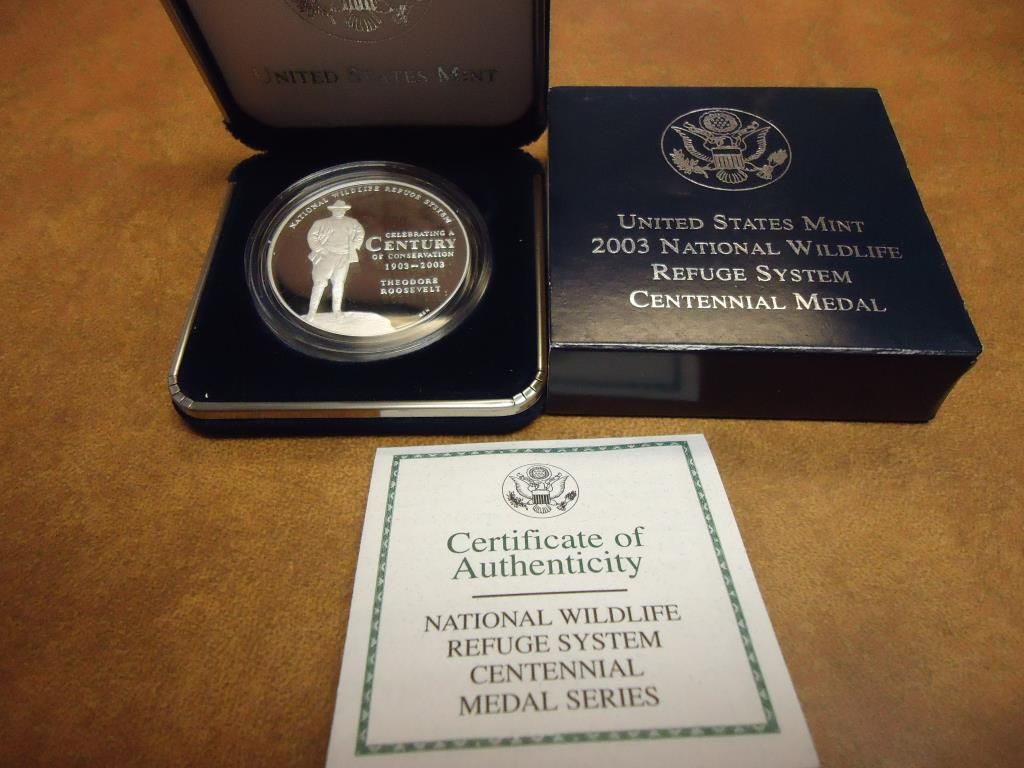 UNITED STATES MINT
NATIONAL WILDLIFE REFUGE SYSTEM
CELEBRATING A
CENTURY
OF CONSERVATION
1903-2003
THEODORE
ROOSEVELT
UNITED STATES MINT
2003 NATIONAL WILDLIFE
REFUGE SYSTEM
CENTENNIAL MEDAL
Certificate of
Authenticity
NATIONAL WILDLIFE
REFUGE SYSTEM
CENTENNIAL
MEDAL SERIES